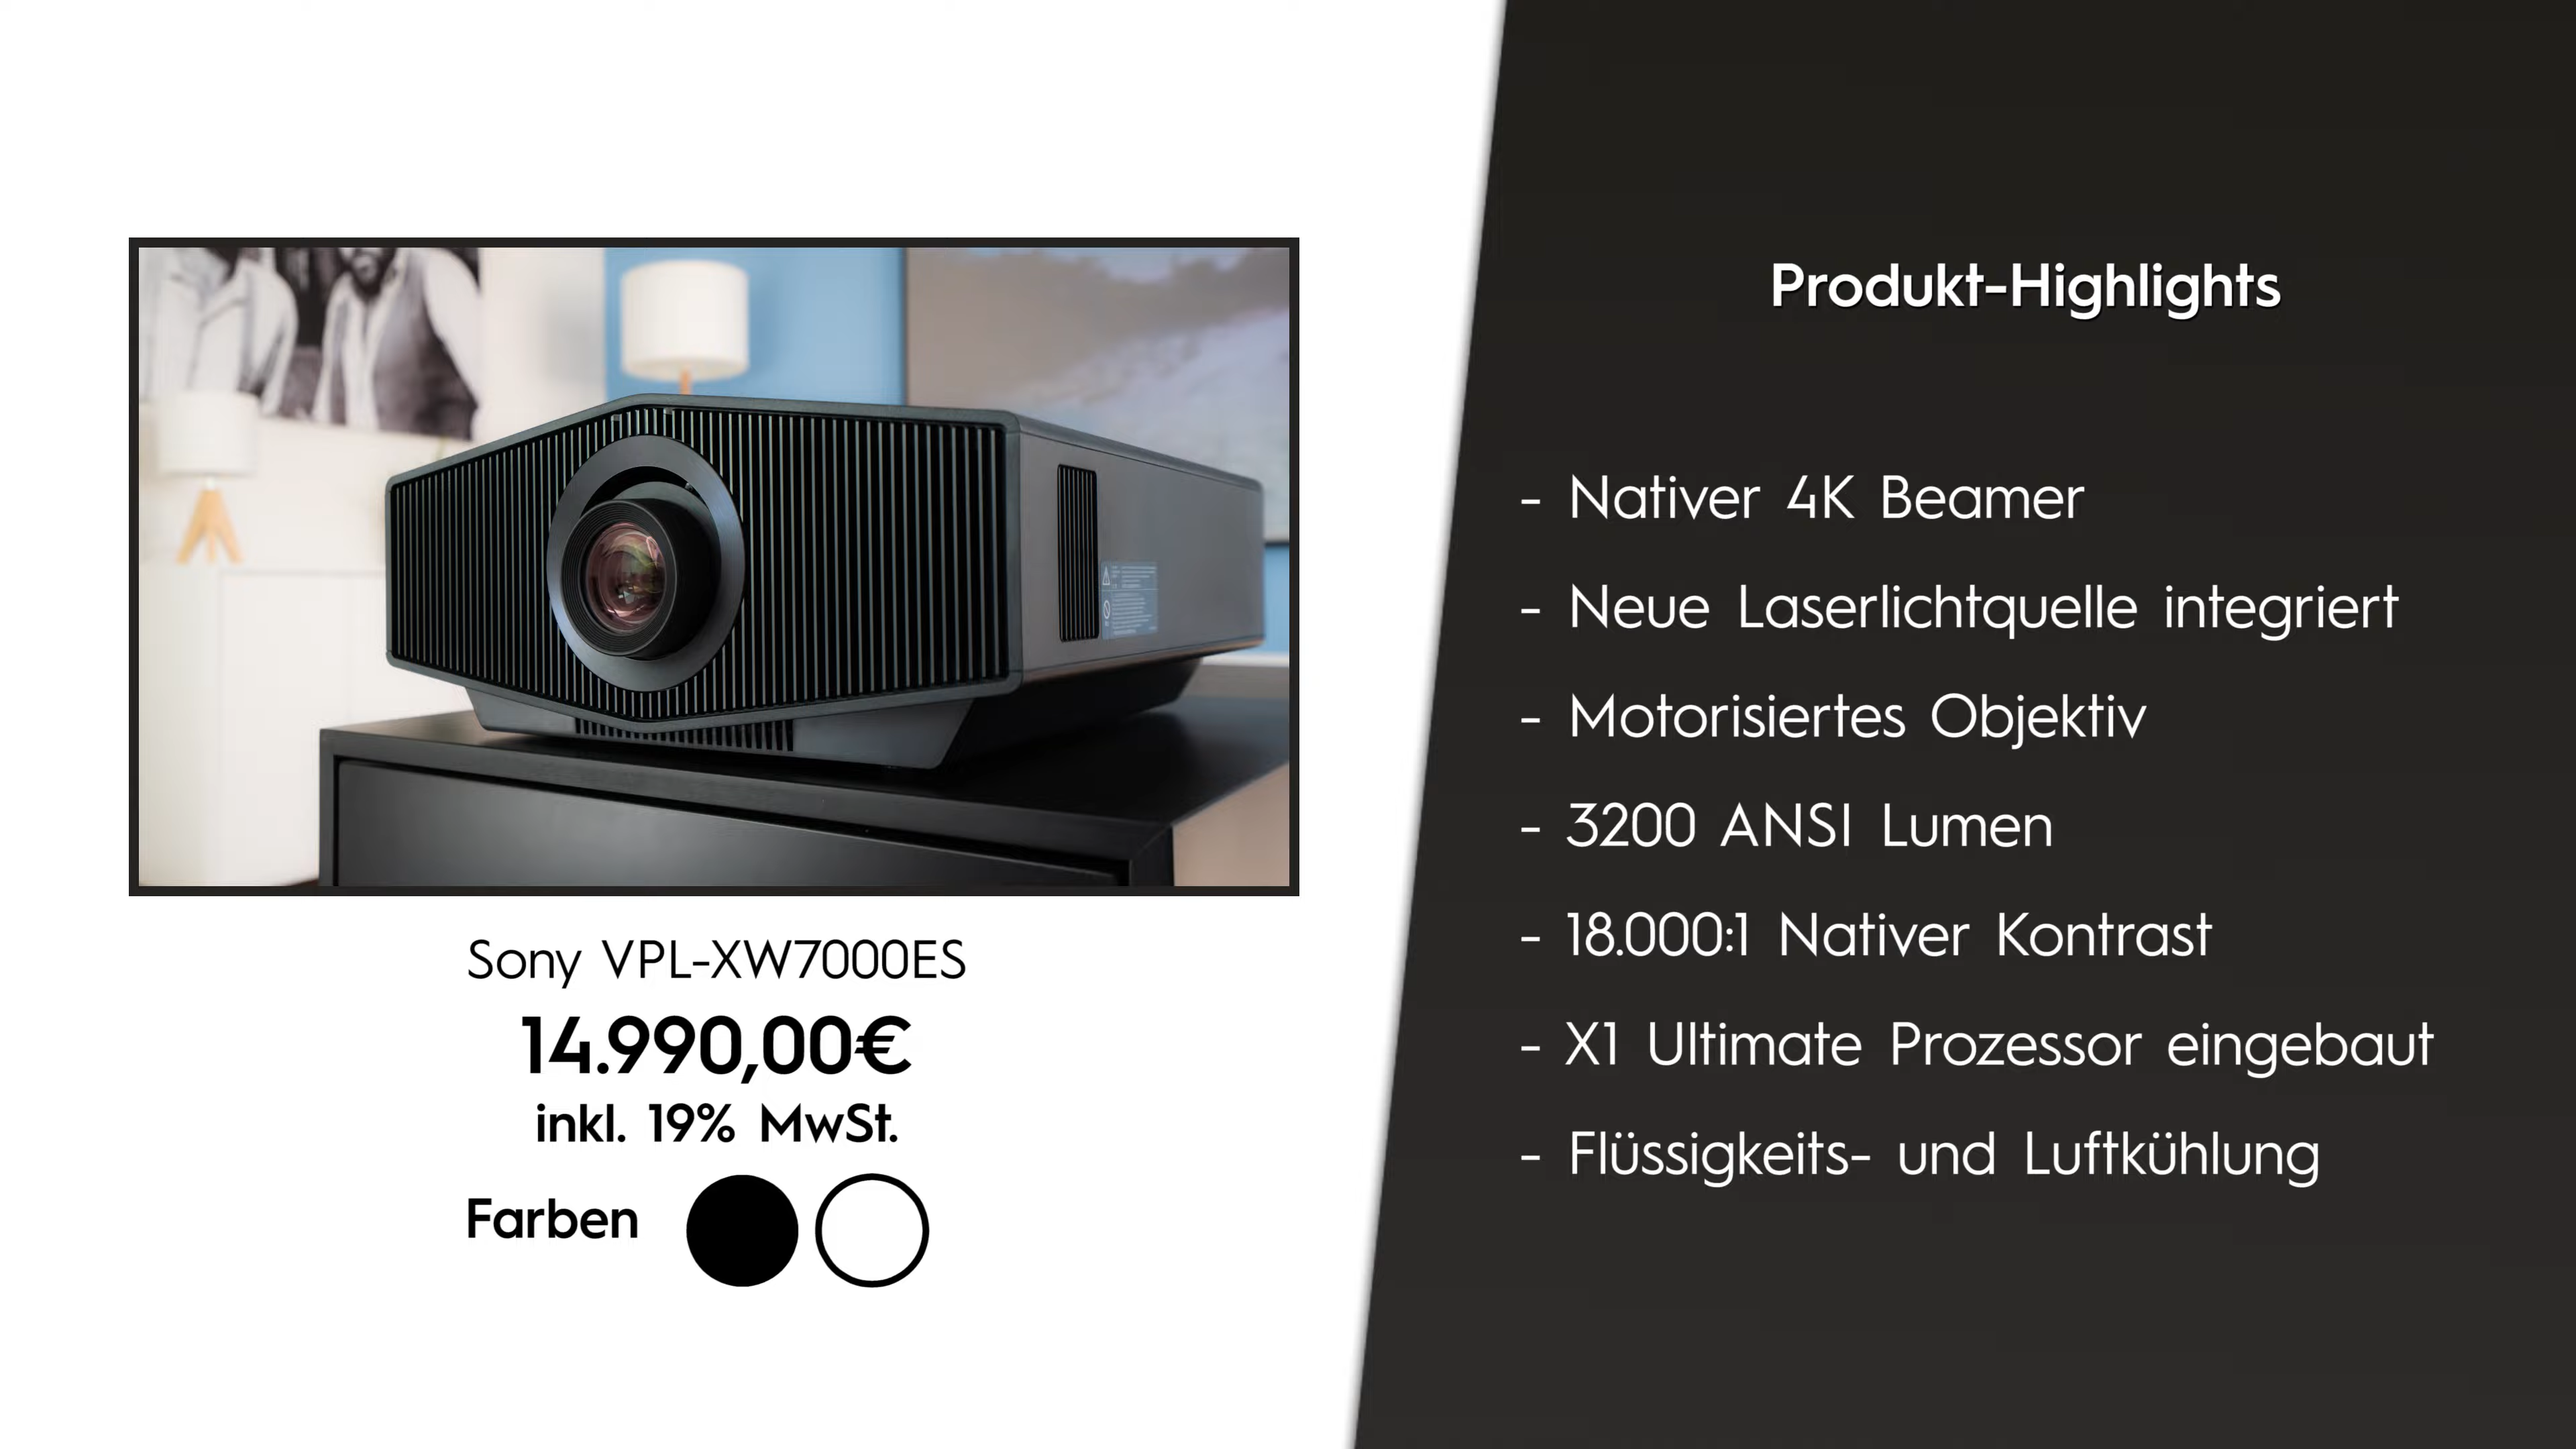 Sony VPL-XW7000ES
14.990,00€
inkl. 19% MwSt.
Farben
Produkt-Highlights
- Nativer 4K Beamer
- Neue Laserlichtquelle integriert
- Motorisiertes Objektiv
- 3200 ANSI Lumen
- 18.000:1 Nativer Kontrast
- X1 Ultimate Prozessor eingebaut
- Flüssigkeits- und Luftkühlung